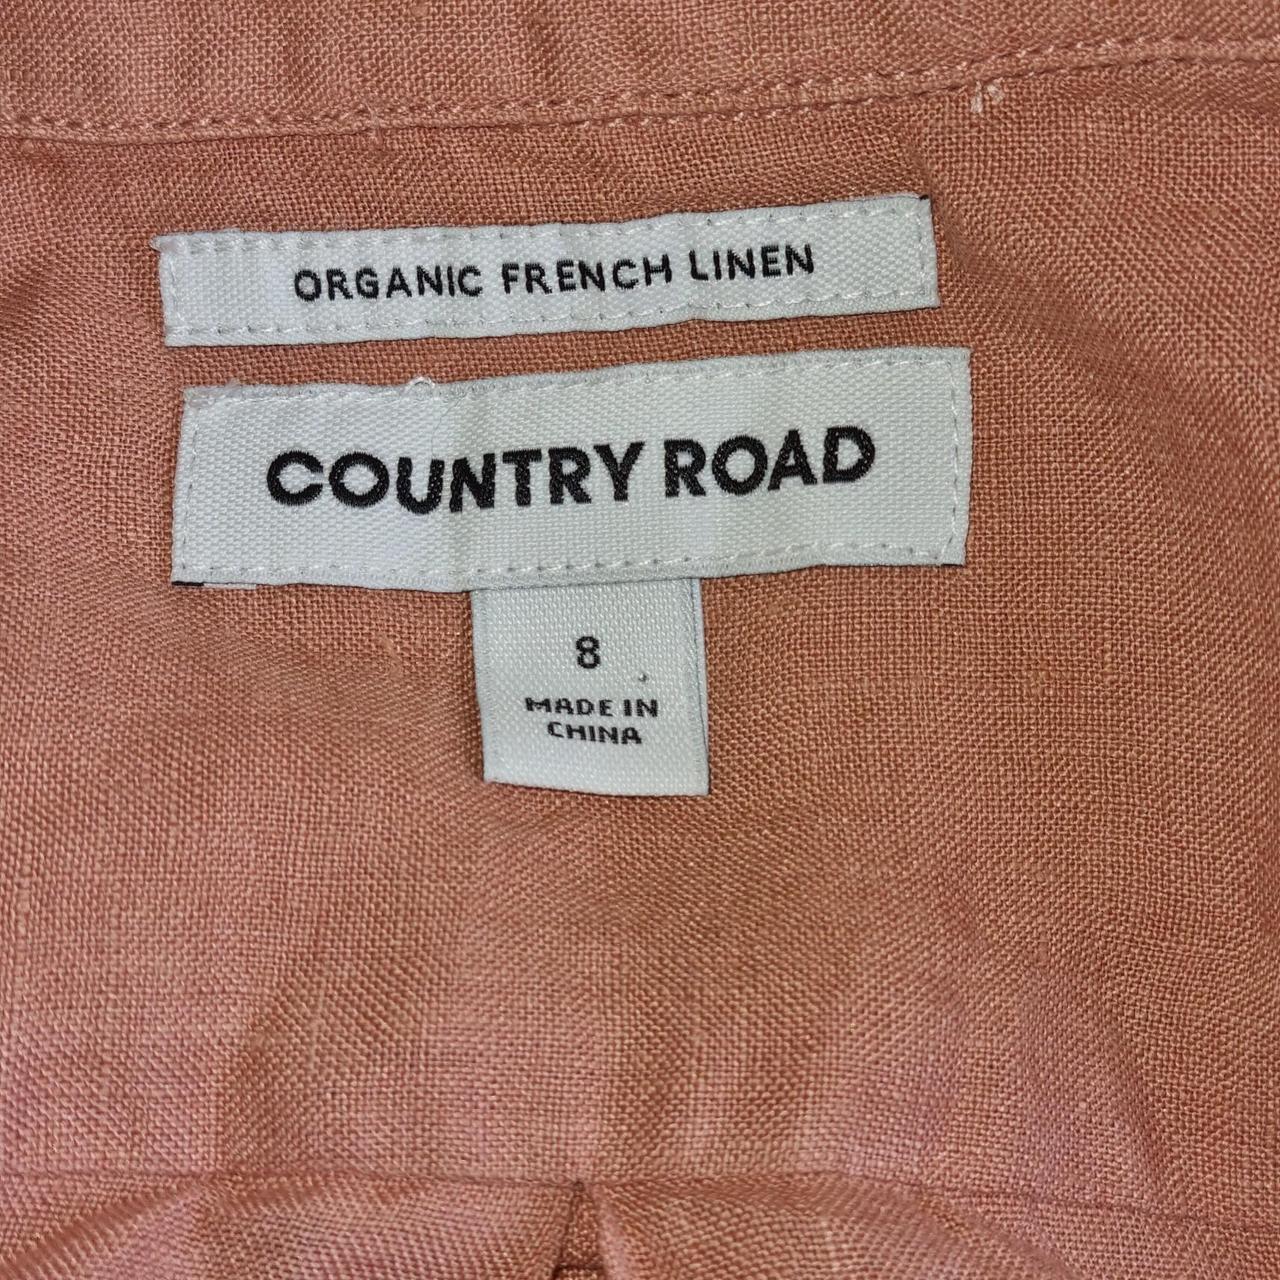 ORGANIC FRENCH LINEN
COUNTRY ROAD
8
MADE IN
CHINA